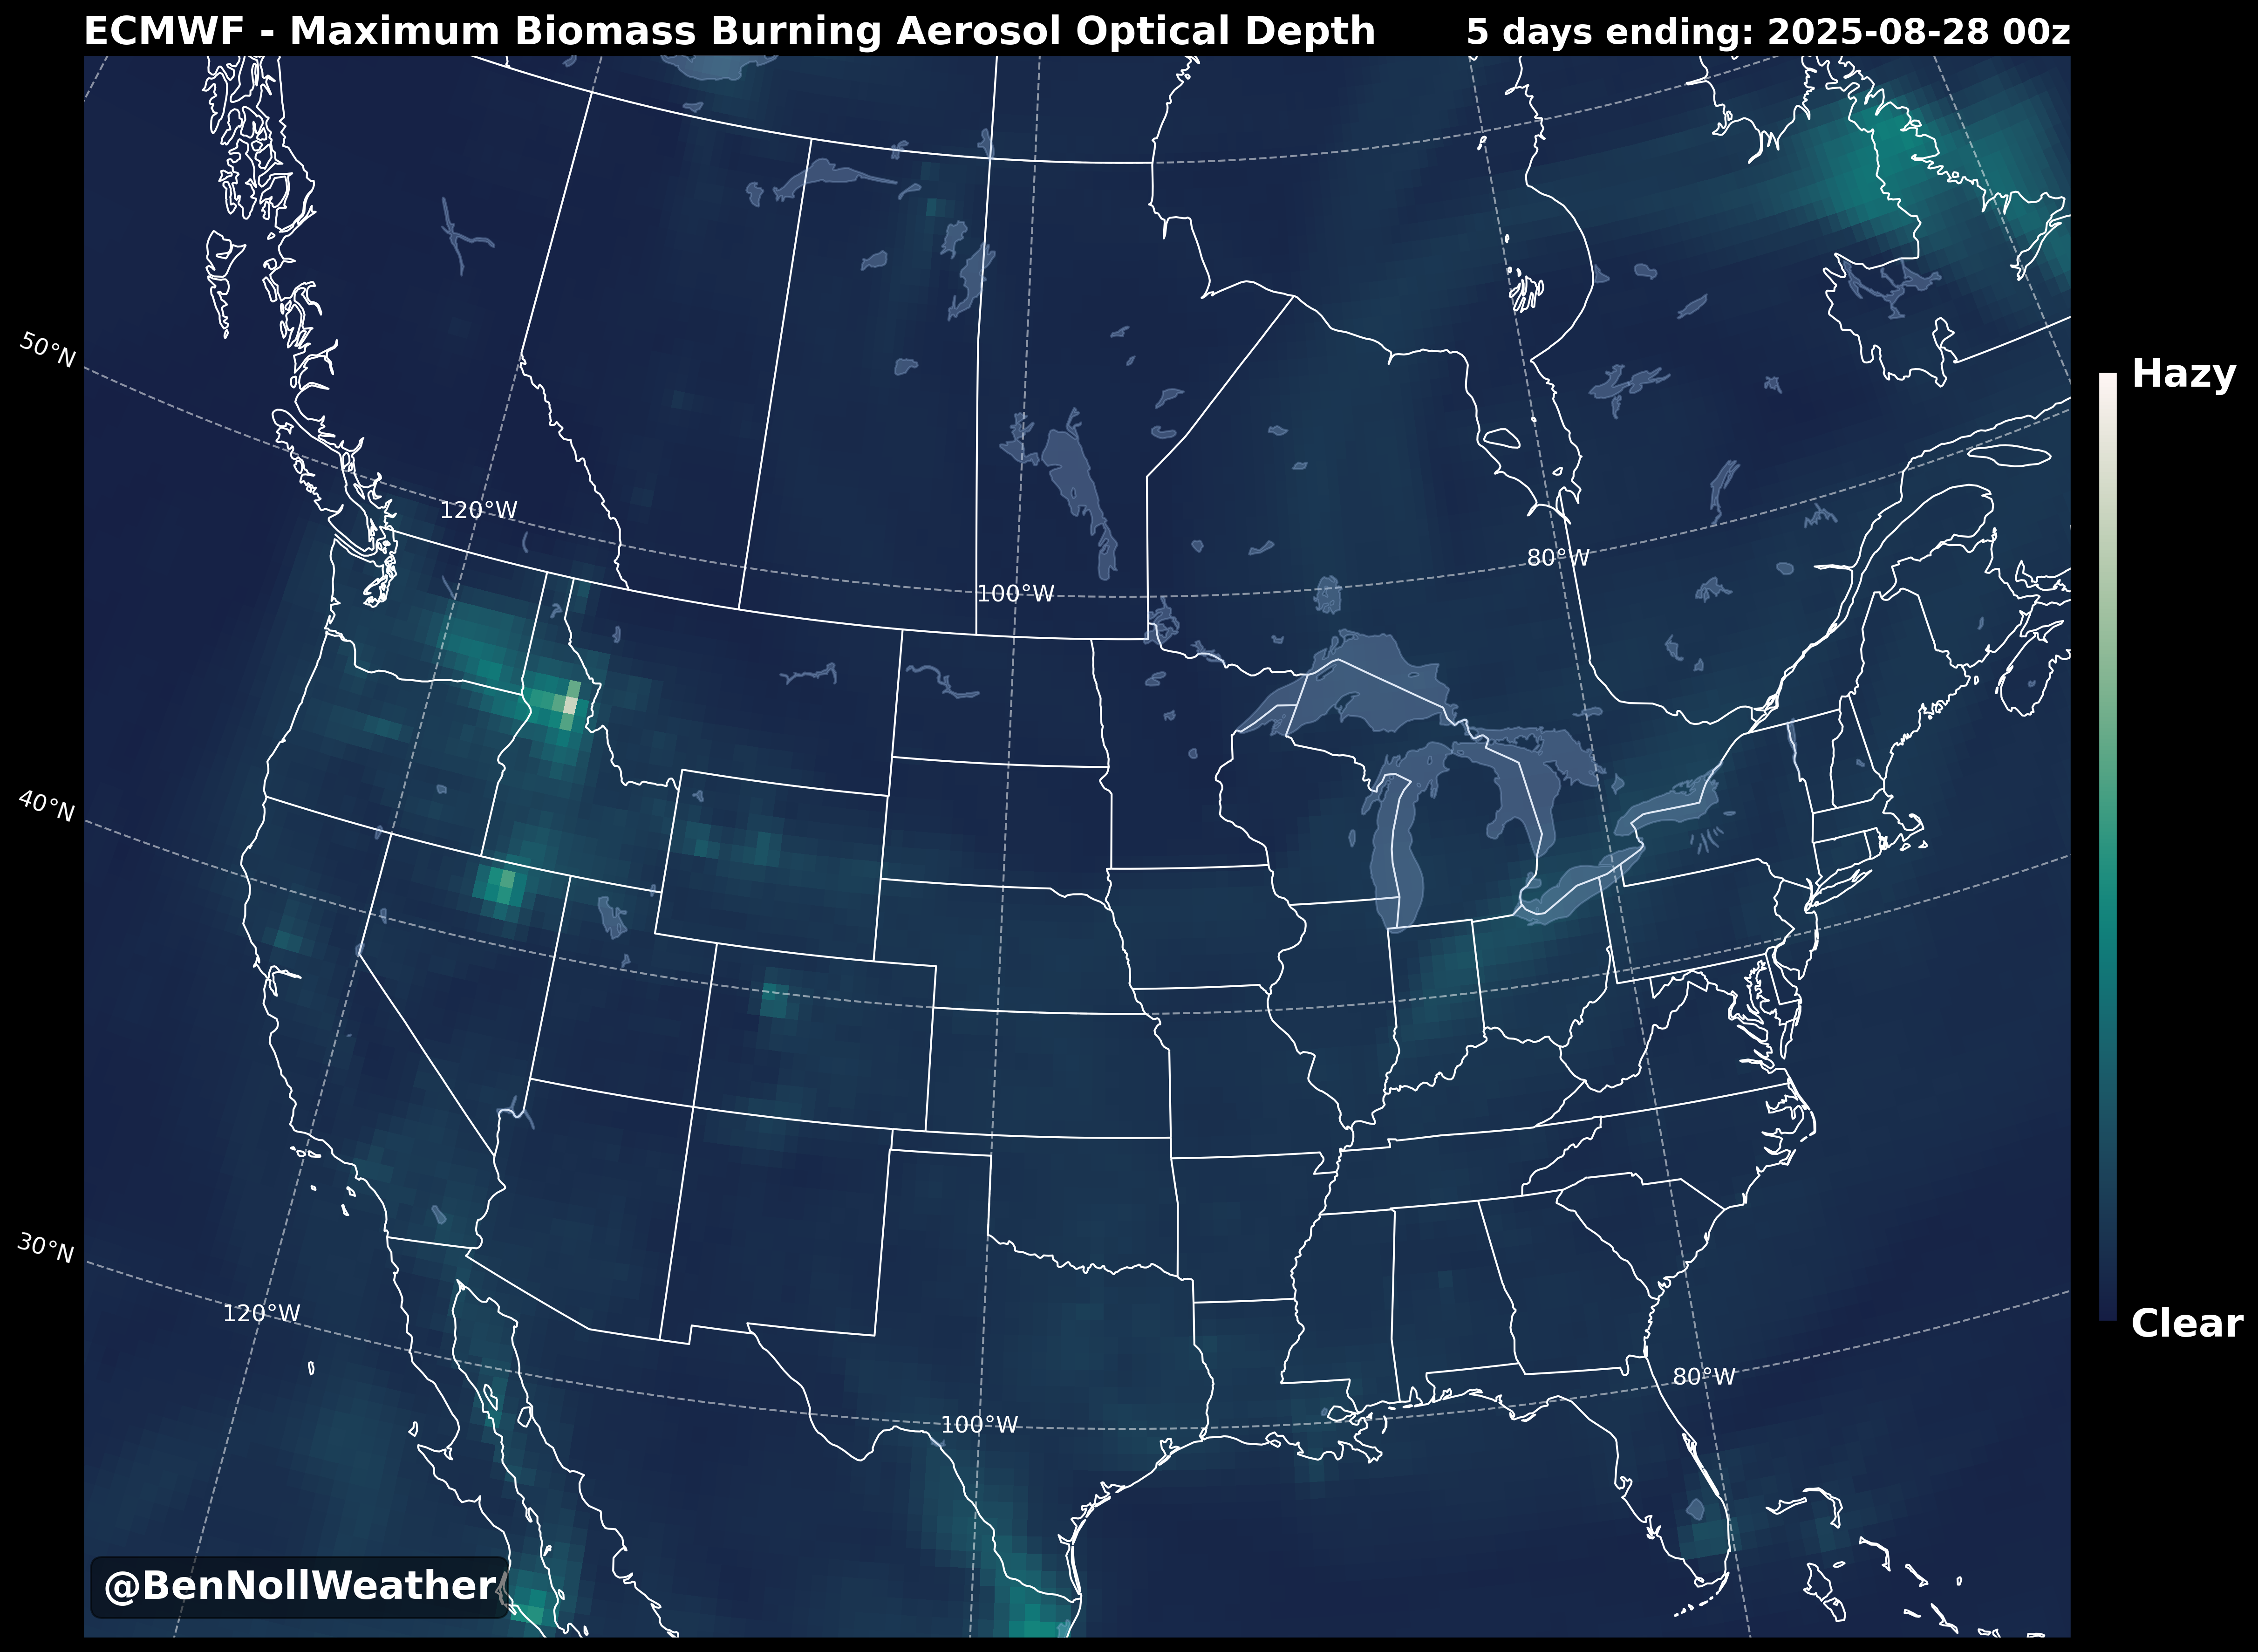 ECMWF - Maximum Biomass Burning Aerosol Optical Depth
5 days ending: 2025-08-28 00z
50°N
Hazy
120°W
80°W
100°W
40°N
30°N
120°W
Clear
80°W
100°W
@BenNollWeather